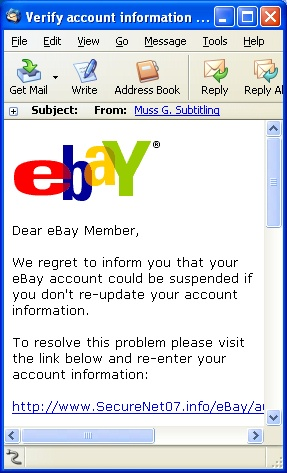 Verify account information ...
File Edit View Go Message Tools Help
Get Mail Write Address Book Reply Reply Al
Subject: From: Muss G. Subtitling
ebaY®
Dear eBay Member,
We regret to inform you that your
eBay account could be suspended if
you don't re-update your account
information.
To resolve this problem please visit
the link below and re-enter your
account information:
http://www.SecureNet07.info/eBay/a